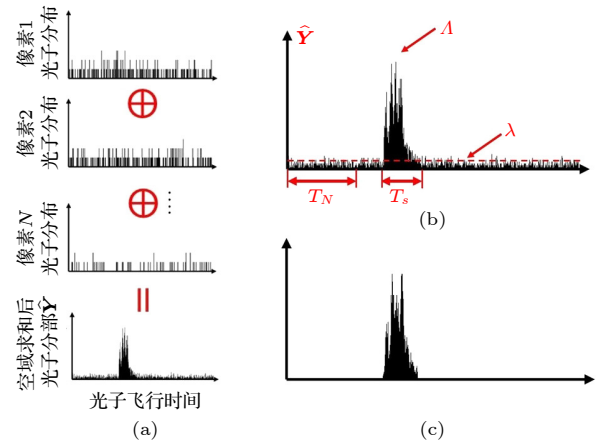 像素1
光子分布
像素2
光子分布
⋮
像素N
光子分布
空域求和后
光子分部Ŷ
光子飞行时间
(a)
Ŷ
Λ
λ
T_N
T_s
(b)
(c)